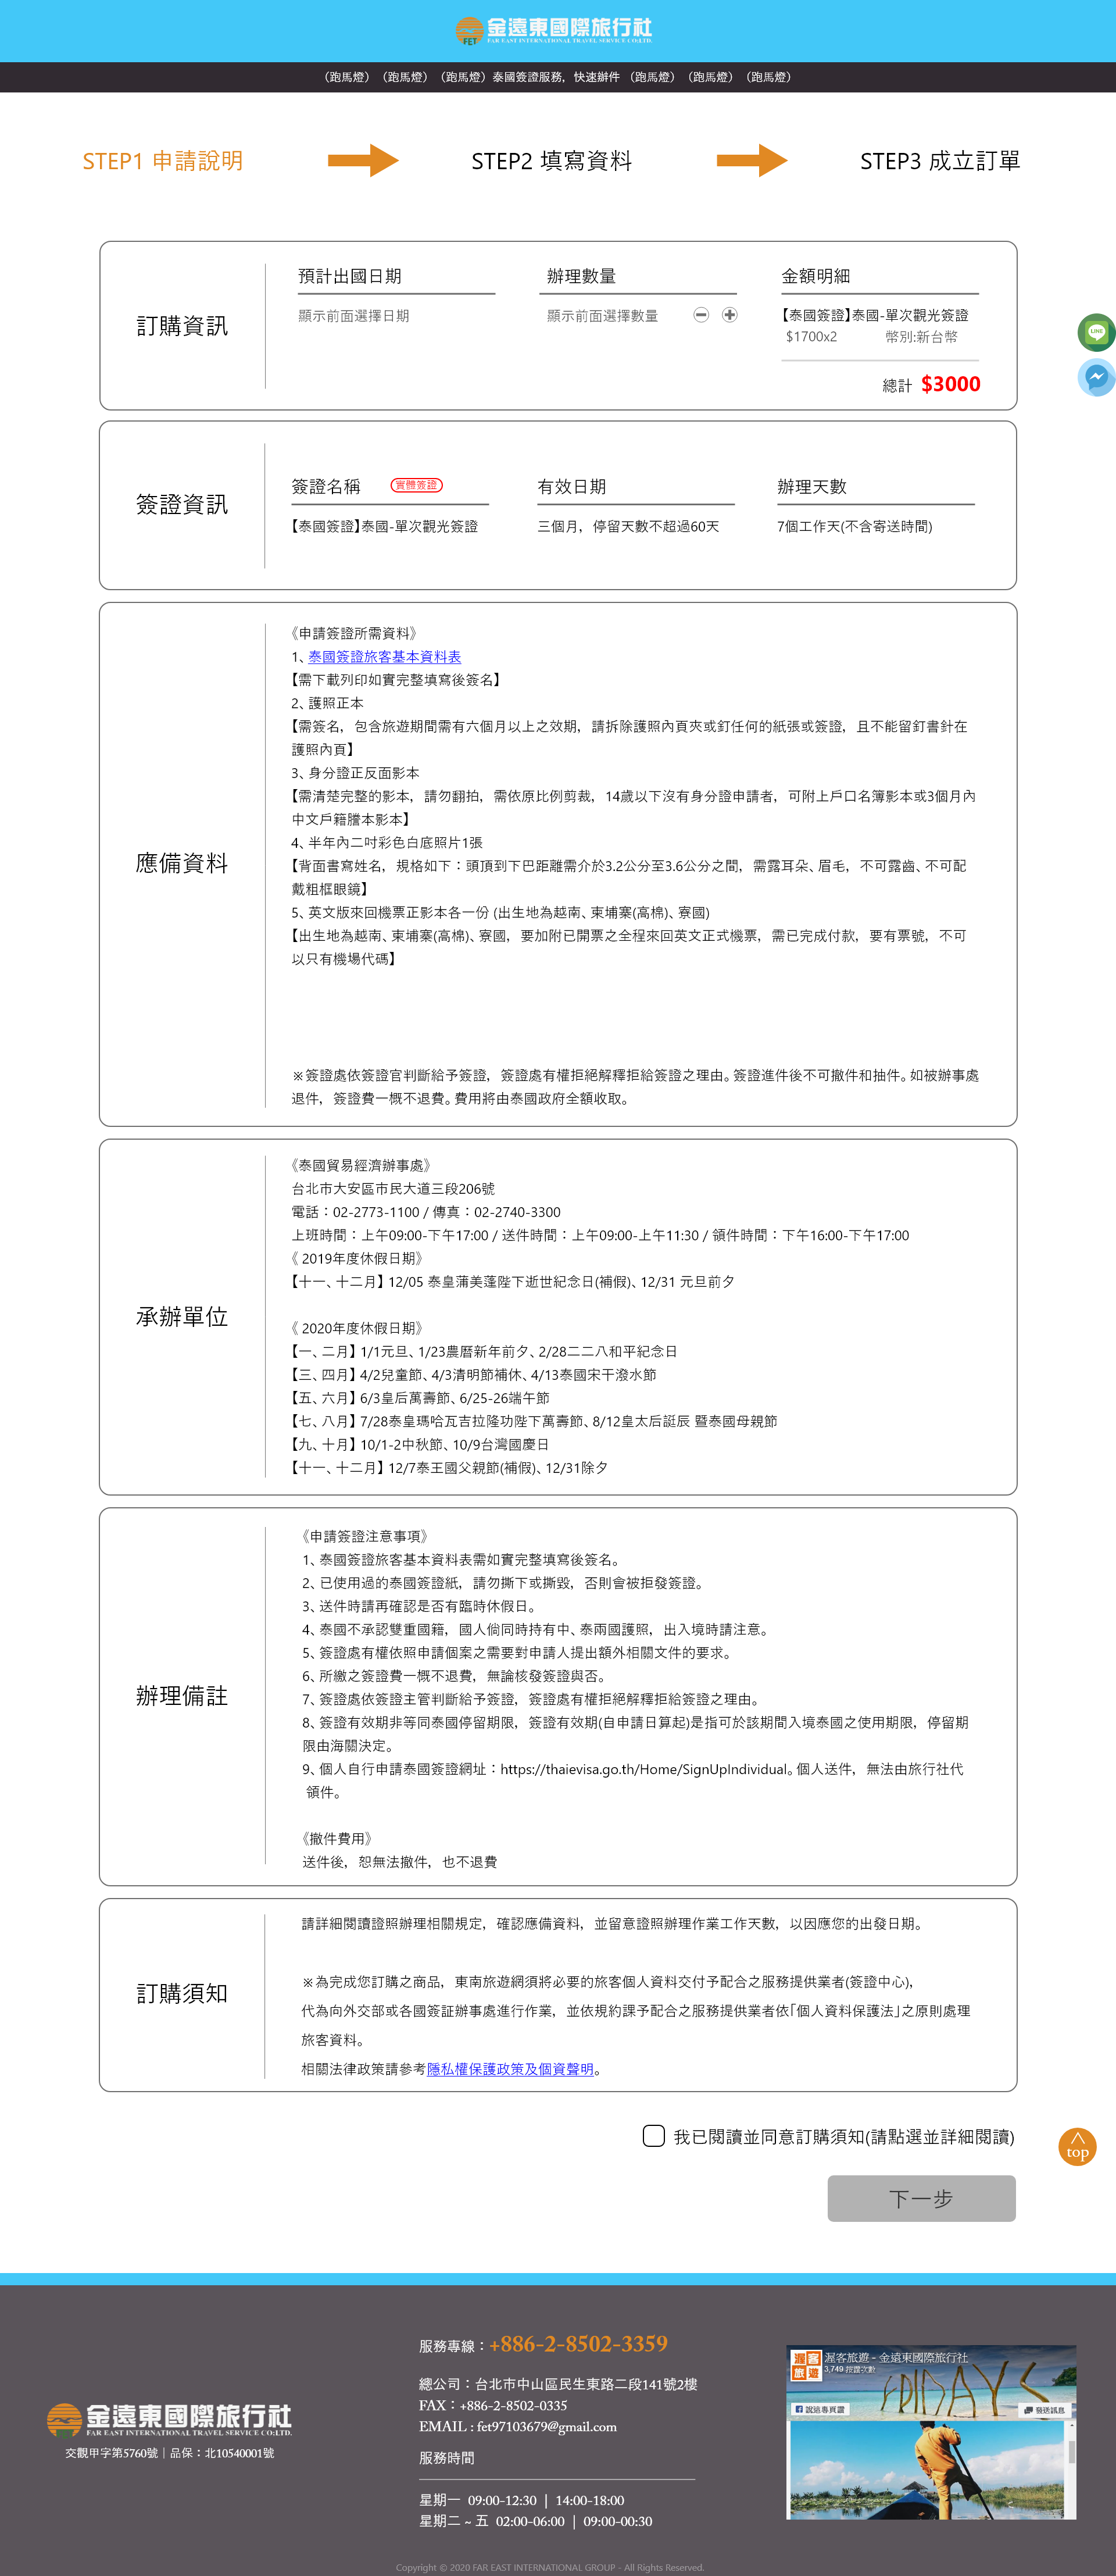 金遠東國際旅行社
FAR EAST INTERNATIONAL TRAVEL SERVICE CO.LTD.
FET
（跑馬燈）（跑馬燈）（跑馬燈）泰國簽證服務，快速辦件（跑馬燈）（跑馬燈）（跑馬燈）
STEP1 申請說明
STEP2 填寫資料
STEP3 成立訂單
訂購資訊
預計出國日期
辦理數量
金額明細
顯示前面選擇日期
顯示前面選擇數量
【泰國簽證】泰國-單次觀光簽證
$1700x2 幣別:新台幣
總計 $3000
LINE
簽證資訊
簽證名稱 實體簽證
有效日期
辦理天數
【泰國簽證】泰國-單次觀光簽證
三個月，停留天數不超過60天
7個工作天(不含寄送時間)
應備資料
《申請簽證所需資料》
1、泰國簽證旅客基本資料表
【需下載列印如實完整填寫後簽名】
2、護照正本
【需簽名，包含旅遊期間需有六個月以上之效期，請拆除護照內頁夾或釘任何的紙張或簽證，且不能留釘書針在
護照內頁】
3、身分證正反面影本
【需清楚完整的影本，請勿翻拍，需依原比例剪裁，14歲以下沒有身分證申請者，可附上戶口名簿影本或3個月內
中文戶籍謄本影本】
4、半年內二吋彩色白底照片1張
【背面書寫姓名，規格如下：頭頂到下巴距離需介於3.2公分至3.6公分之間，需露耳朵、眉毛，不可露齒、不可配
戴粗框眼鏡】
5、英文版來回機票正影本各一份 (出生地為越南、柬埔寨(高棉)、寮國)
【出生地為越南、柬埔寨(高棉)、寮國，要加附已開票之全程來回英文正式機票，需已完成付款，要有票號，不可
以只有機場代碼】
※簽證處依簽證官判斷給予簽證，簽證處有權拒絕解釋拒給簽證之理由。簽證進件後不可撤件和抽件。如被辦事處
退件，簽證費一概不退費。費用將由泰國政府全額收取。
承辦單位
《泰國貿易經濟辦事處》
台北市大安區市民大道三段206號
電話：02-2773-1100 / 傳真：02-2740-3300
上班時間：上午09:00-下午17:00 / 送件時間：上午09:00-上午11:30 / 領件時間：下午16:00-下午17:00
《 2019年度休假日期》
【十一、十二月】 12/05 泰皇蒲美蓬陛下逝世紀念日(補假)、12/31 元旦前夕
《 2020年度休假日期》
【一、二月】 1/1元旦、1/23農曆新年前夕、2/28二二八和平紀念日
【三、四月】 4/2兒童節、4/3清明節補休、4/13泰國宋干潑水節
【五、六月】 6/3皇后萬壽節、6/25-26端午節
【七、八月】 7/28泰皇瑪哈瓦吉拉隆功陛下萬壽節、8/12皇太后誕辰 暨泰國母親節
【九、十月】 10/1-2中秋節、10/9台灣國慶日
【十一、十二月】 12/7泰王國父親節(補假)、12/31除夕
辦理備註
《申請簽證注意事項》
1、泰國簽證旅客基本資料表需如實完整填寫後簽名。
2、已使用過的泰國簽證紙，請勿撕下或撕毀，否則會被拒發簽證。
3、送件時請再確認是否有臨時休假日。
4、泰國不承認雙重國籍，國人倘同時持有中、泰兩國護照，出入境時請注意。
5、簽證處有權依照申請個案之需要對申請人提出額外相關文件的要求。
6、所繳之簽證費一概不退費，無論核發簽證與否。
7、簽證處依簽證主管判斷給予簽證，簽證處有權拒絕解釋拒給簽證之理由。
8、簽證有效期非等同泰國停留期限，簽證有效期(自申請日算起)是指可於該期間入境泰國之使用期限，停留期
限由海關決定。
9、個人自行申請泰國簽證網址：https://thaievisa.go.th/Home/SignUpIndividual。個人送件，無法由旅行社代
領件。
《撤件費用》
送件後，恕無法撤件，也不退費
訂購須知
請詳細閱讀證照辦理相關規定，確認應備資料，並留意證照辦理作業工作天數，以因應您的出發日期。
※為完成您訂購之商品，東南旅遊網須將必要的旅客個人資料交付予配合之服務提供業者(簽證中心)，
代為向外交部或各國簽証辦事處進行作業，並依規約課予配合之服務提供業者依「個人資料保護法」之原則處理
旅客資料。
相關法律政策請參考隱私權保護政策及個資聲明。
我已閱讀並同意訂購須知(請點選並詳細閱讀)
top
下一步
金遠東國際旅行社
FAR EAST INTERNATIONAL TRAVEL SERVICE CO.LTD.
交觀甲字第5760號｜品保：北10540001號
服務專線：+886-2-8502-3359
總公司：台北市中山區民生東路二段141號2樓
FAX：+886-2-8502-0335
EMAIL : fet97103679@gmail.com
服務時間
星期一 09:00-12:30 | 14:00-18:00
星期二 ~ 五 02:00-06:00 | 09:00-00:30
渥客旅遊
渥客旅遊 - 金遠東國際旅行社
3,749 按讚次數
FRIDAYS
說這專頁讚
發送訊息
Copyright © 2020 FAR EAST INTERNATIONAL GROUP - All Rights Reserved.